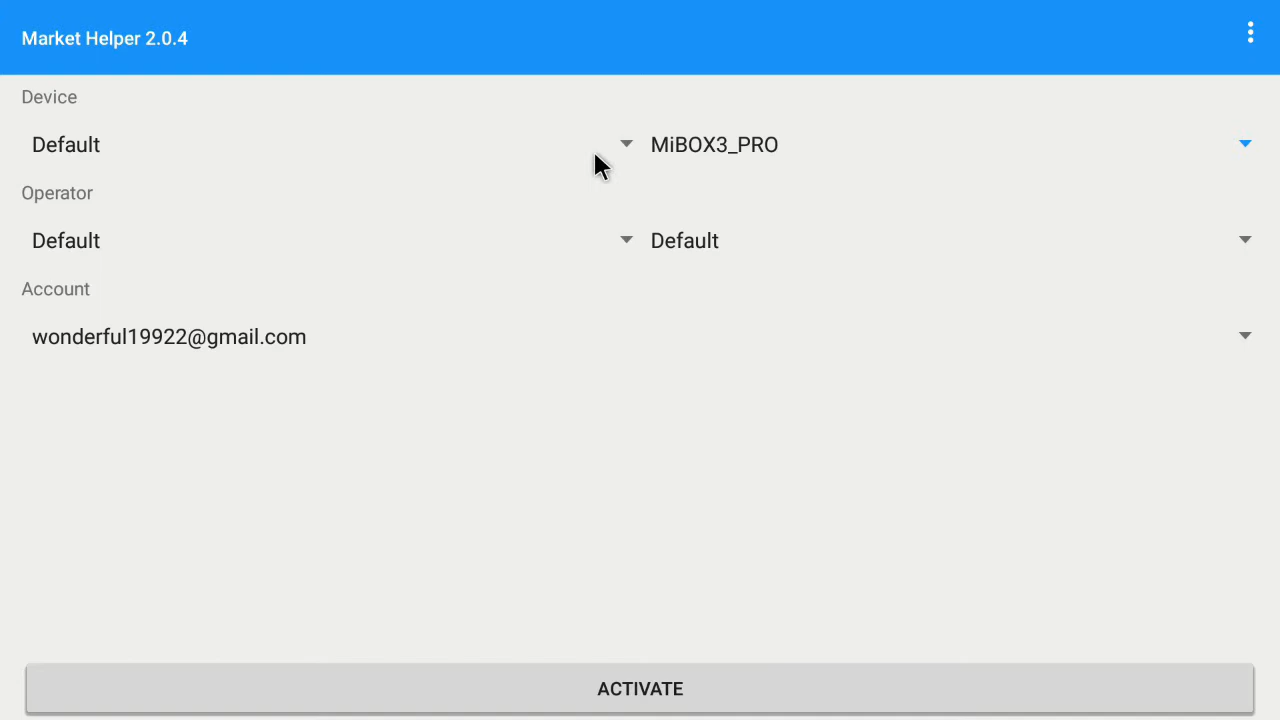 Market Helper 2.0.4
Device
Default MiBOX3_PRO
Operator
Default Default
Account
wonderful19922@gmail.com
ACTIVATE